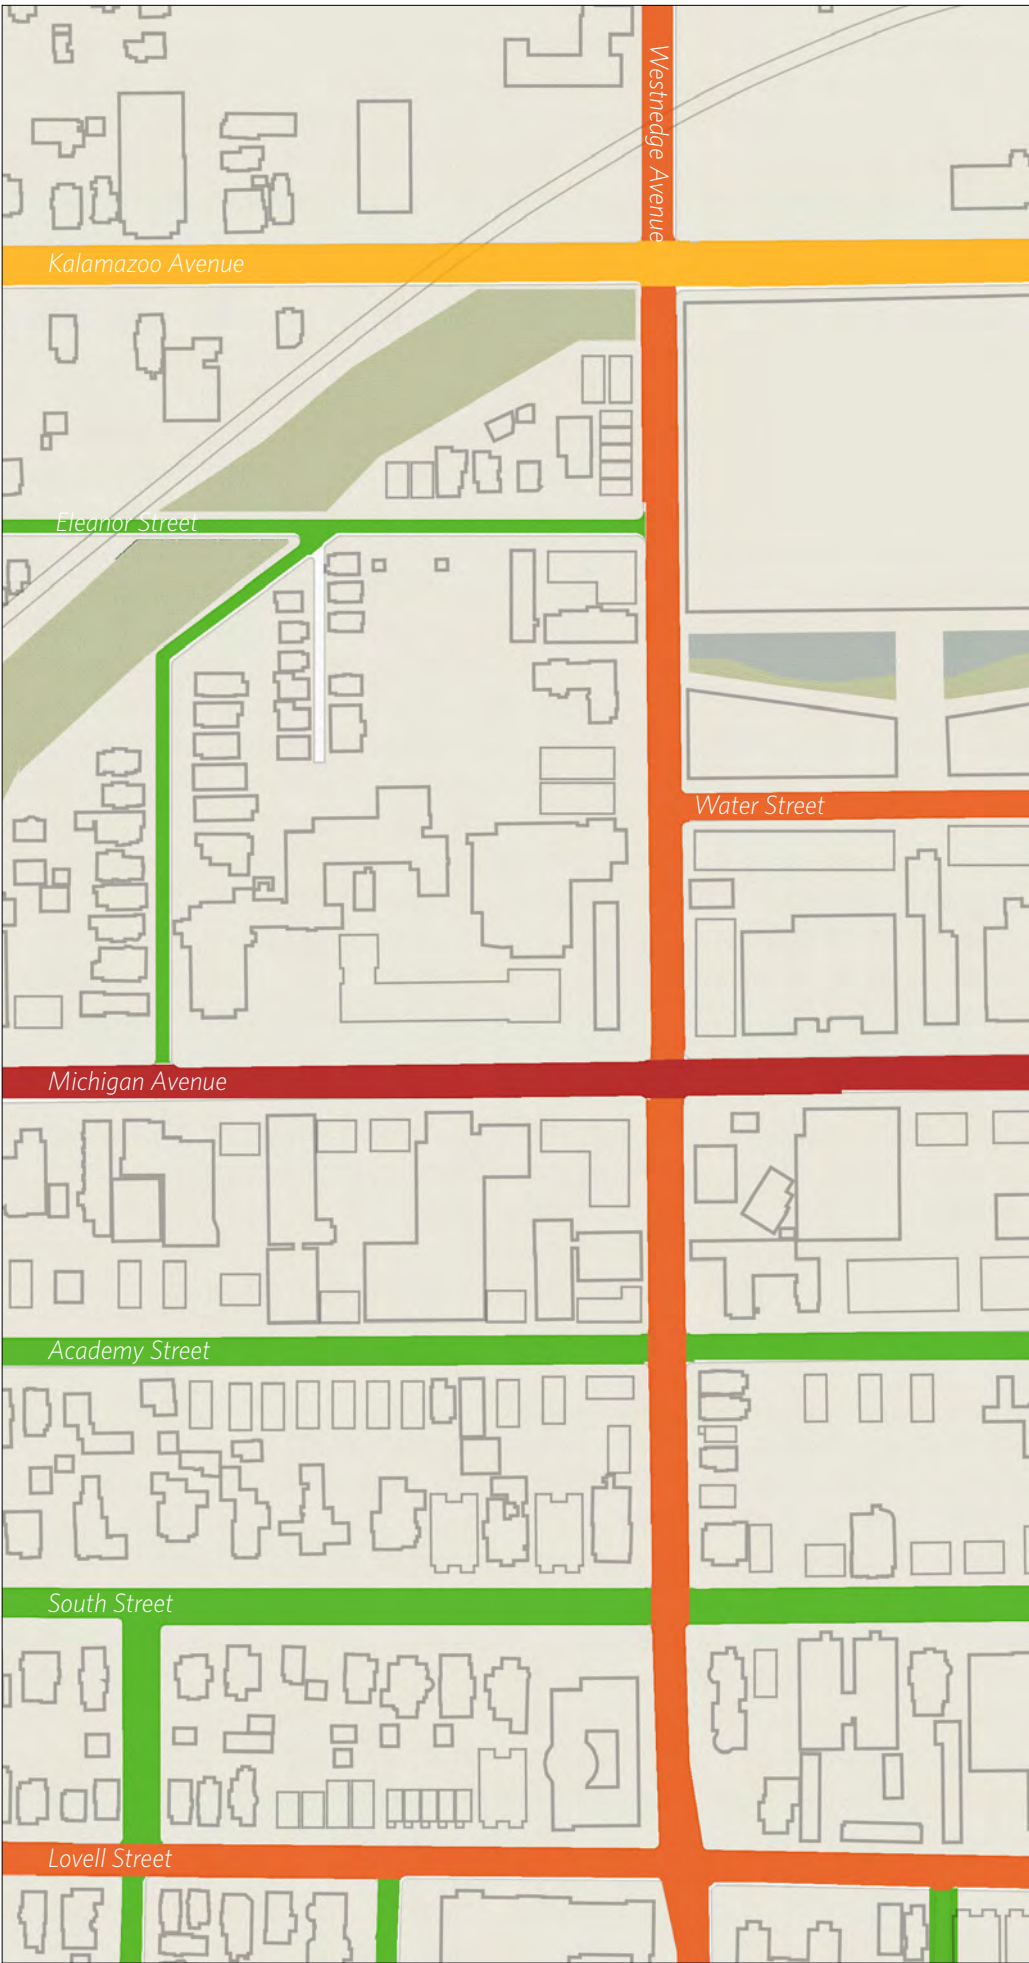 Westnedge Avenue
Kalamazoo Avenue
Eleanor Street
Water Street
Michigan Avenue
Academy Street
South Street
Lovell Street